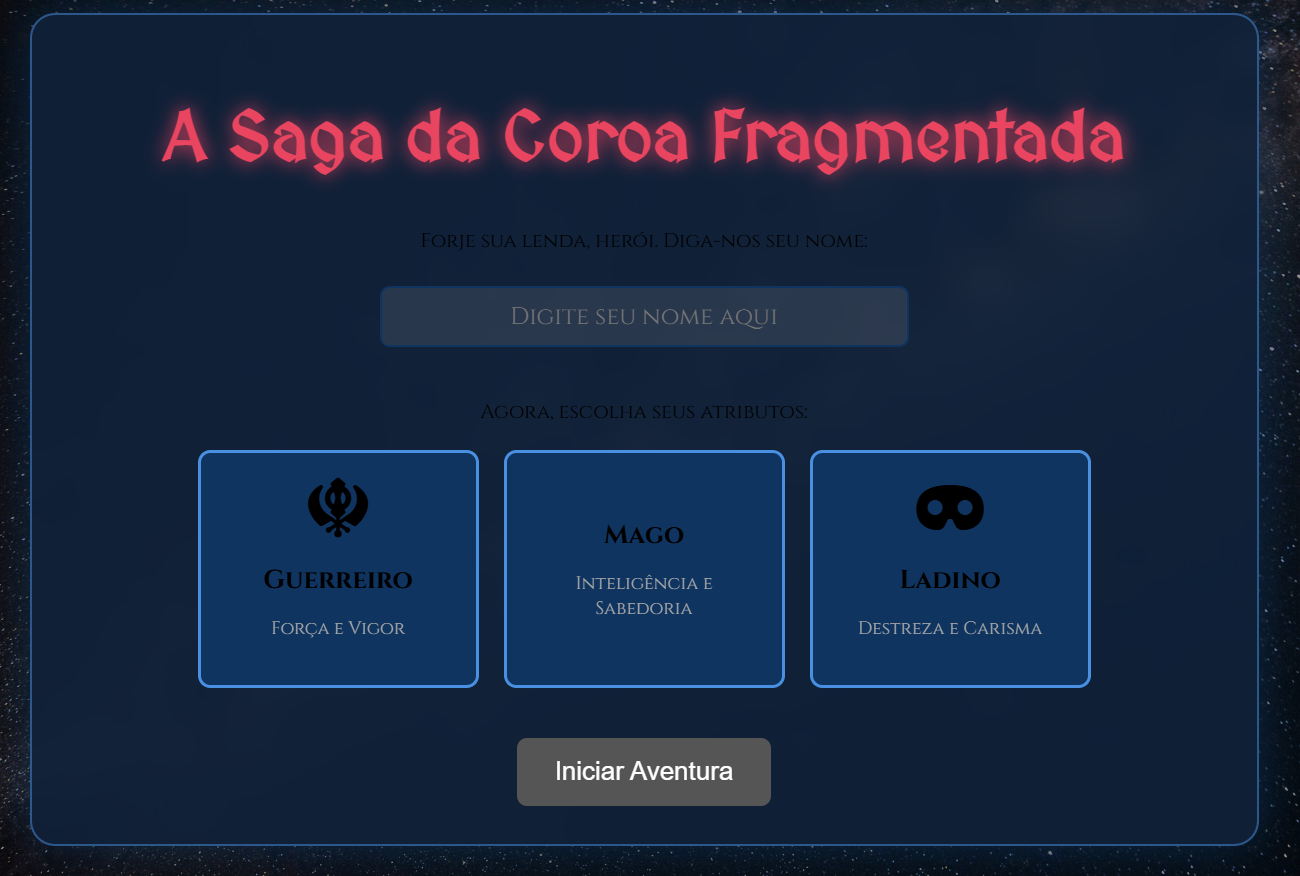 A Saga da Coroa Fragmentada
Forje sua lenda, herói. Diga-nos seu nome:
Digite seu nome aqui
Agora, escolha seus atributos:
Guerreiro
Força e Vigor
Mago
Inteligência e
Sabedoria
Ladino
Destreza e Carisma
Iniciar Aventura